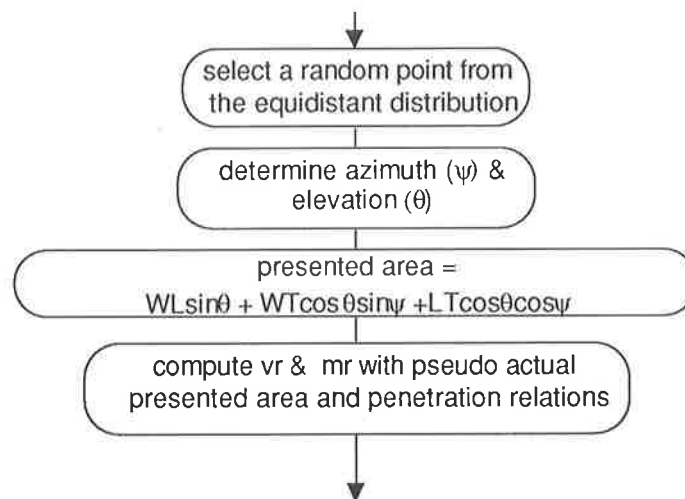 select a random point from
the equidistant distribution
determine azimuth (ψ) &
elevation (θ)
presented area =
WLsinθ + WTcosθsinψ +LTcosθcosψ
compute vr & mr with pseudo actual
presented area and penetration relations